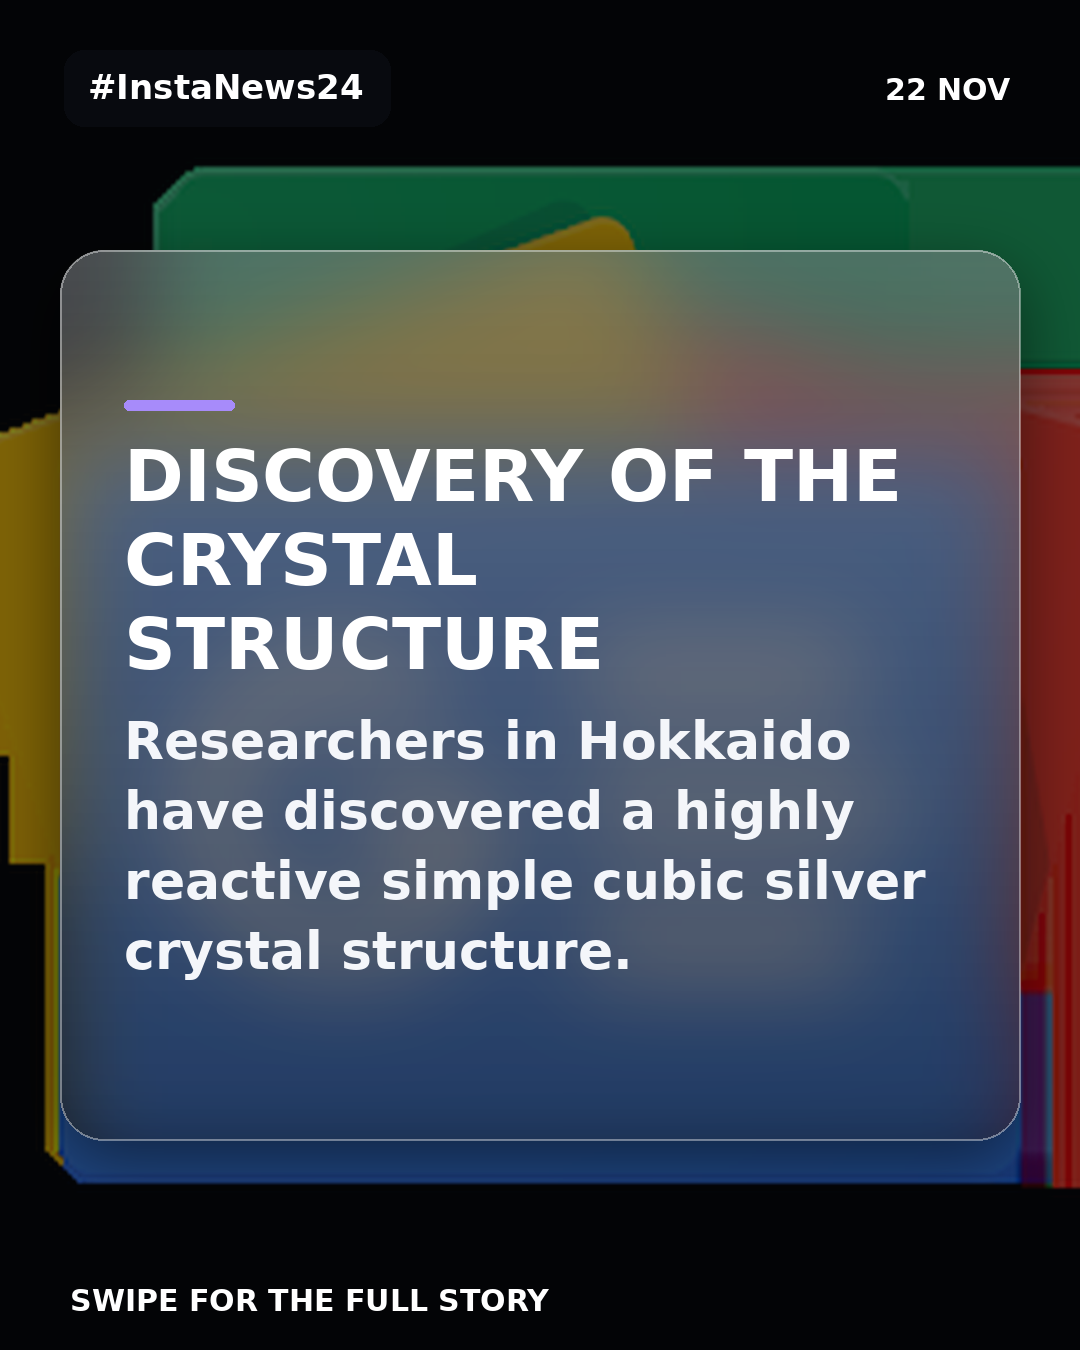 #InstaNews24
22 NOV
DISCOVERY OF THE
CRYSTAL
STRUCTURE
Researchers in Hokkaido
have discovered a highly
reactive simple cubic silver
crystal structure.
SWIPE FOR THE FULL STORY